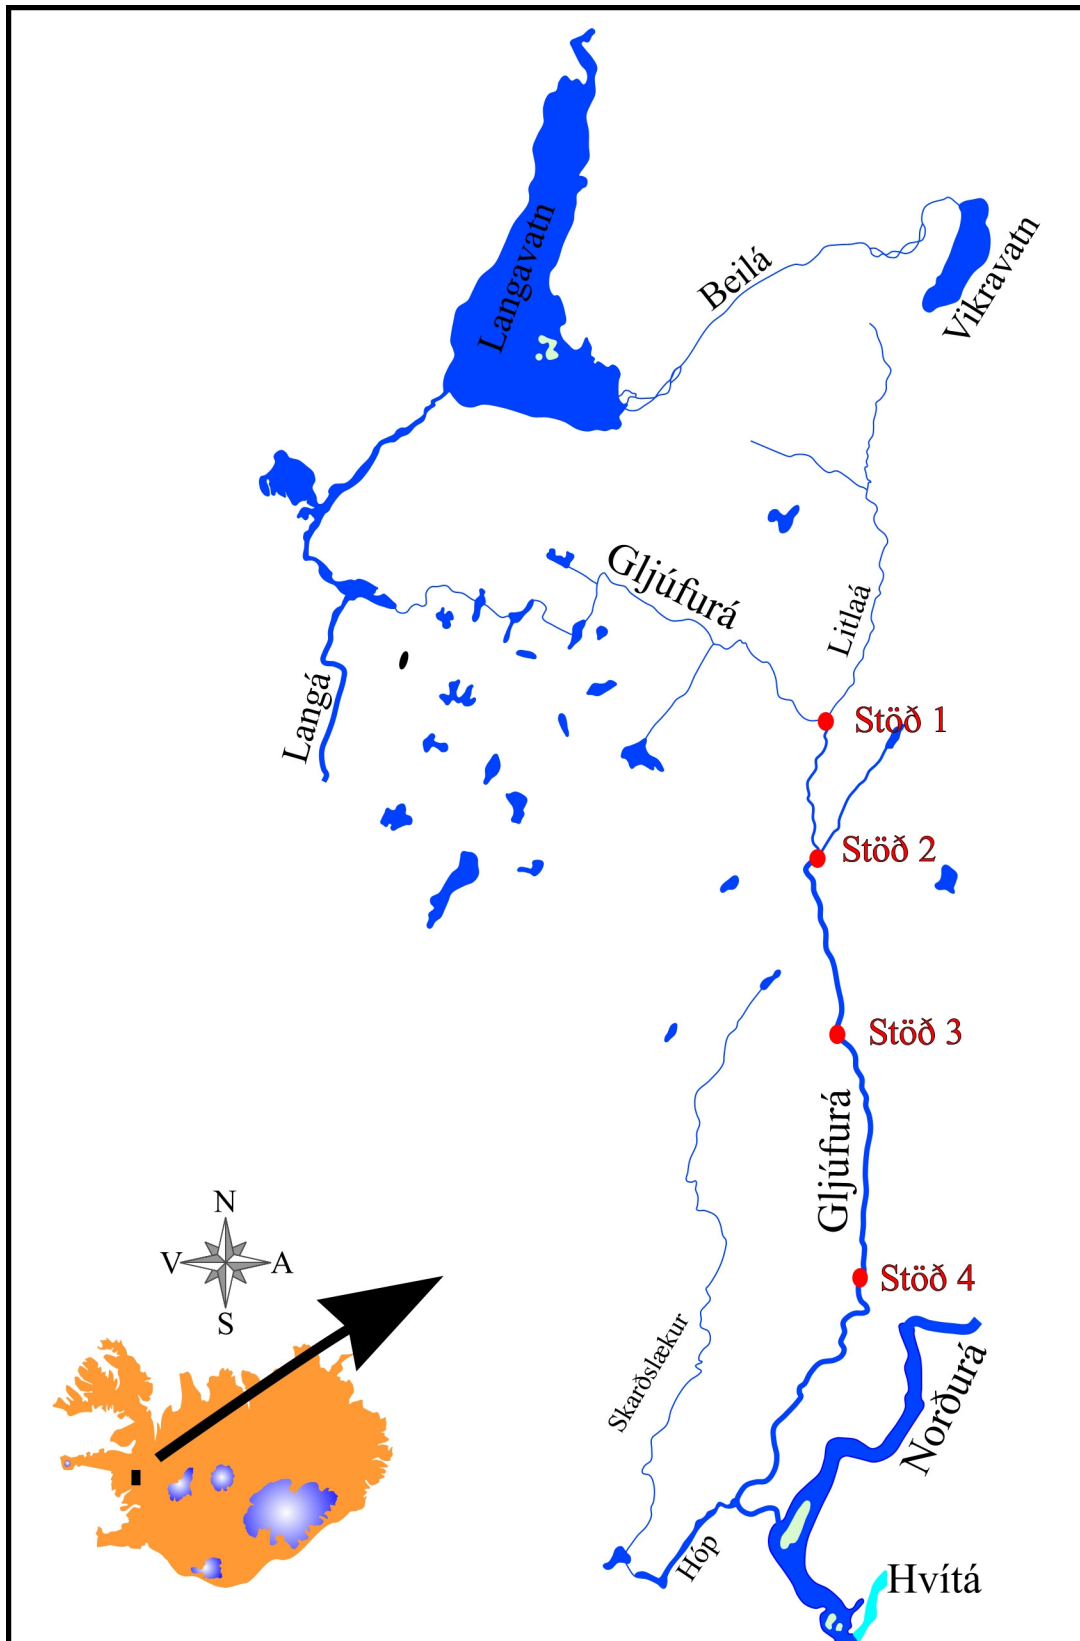 Langavatn
Beilá
Vikravatn
Gljúfurá
Litlaá
Langá
Stöð 1
Stöð 2
Stöð 3
Gljúfurá
N
V
A
S
Stöð 4
Skarðslækur
Norðurá
Hóp
Hvítá